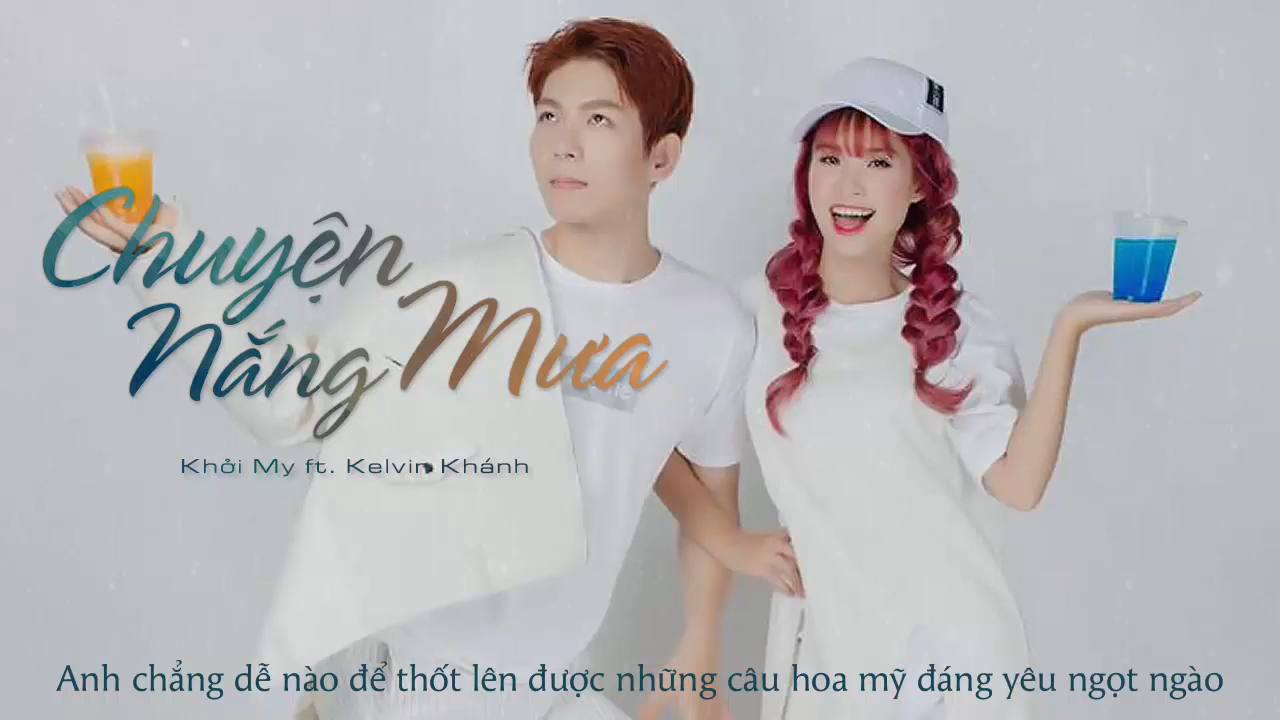 Chuyện
Nắng Mưa
Khởi My ft. Kelvin Khánh
Anh chẳng dễ nào để thốt lên được những câu hoa mỹ đáng yêu ngọt ngào